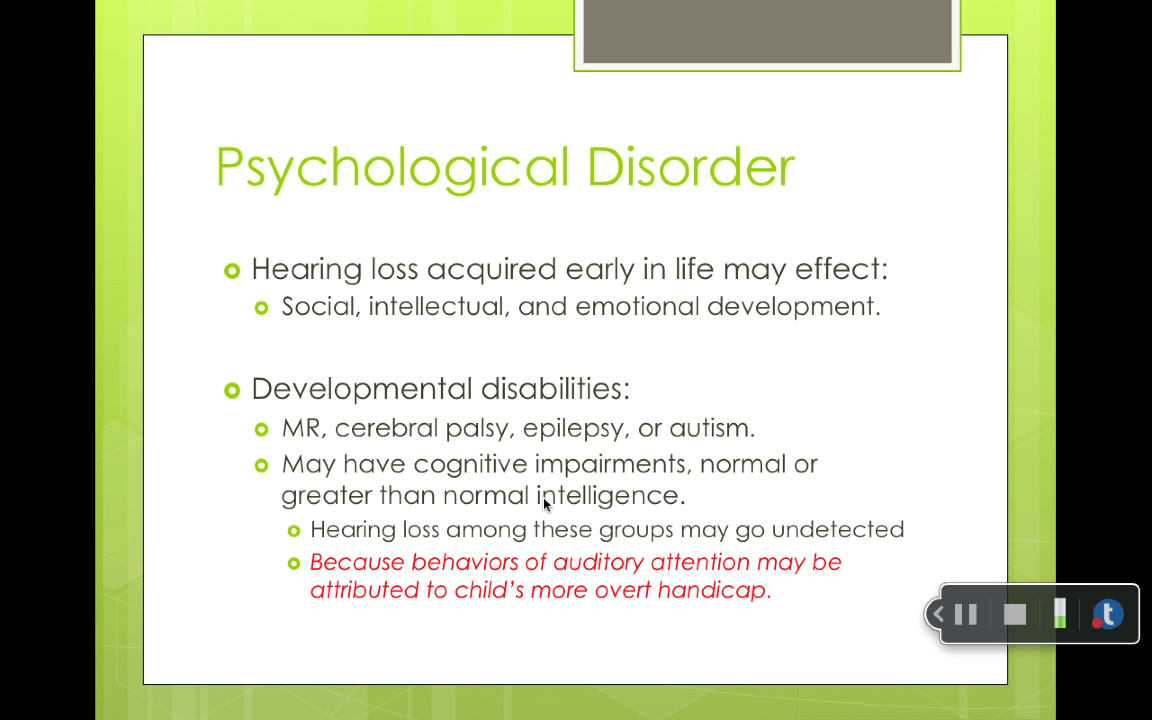 Psychological Disorder
Hearing loss acquired early in life may effect:
Social, intellectual, and emotional development.
Developmental disabilities:
MR, cerebral palsy, epilepsy, or autism.
May have cognitive impairments, normal or
greater than normal intelligence.
Hearing loss among these groups may go undetected
Because behaviors of auditory attention may be
attributed to child’s more overt handicap.
t